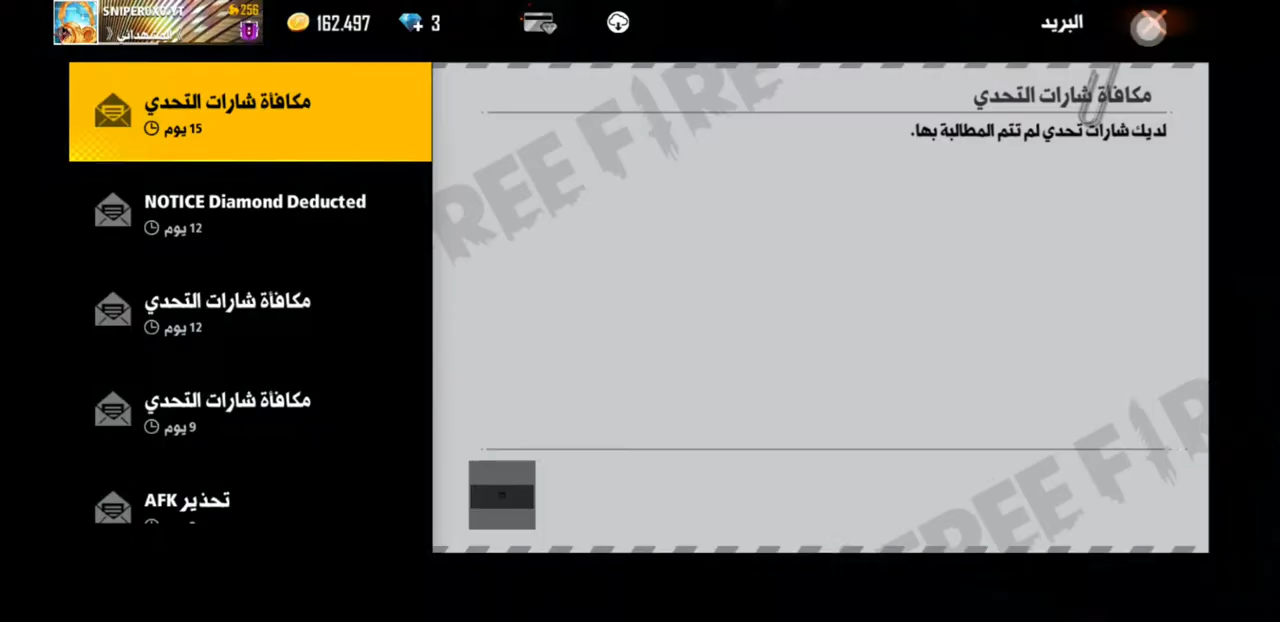 256
162.497
3
البريد
مكافأة شارات التحدي
15 يوم
NOTICE Diamond Deducted
12 يوم
مكافأة شارات التحدي
12 يوم
مكافأة شارات التحدي
9 يوم
تحذير AFK
مكافأة شارات التحدي
لديك شارات تحدي لم تتم المطالبة بها.
FREE FIRE
FREE FIR